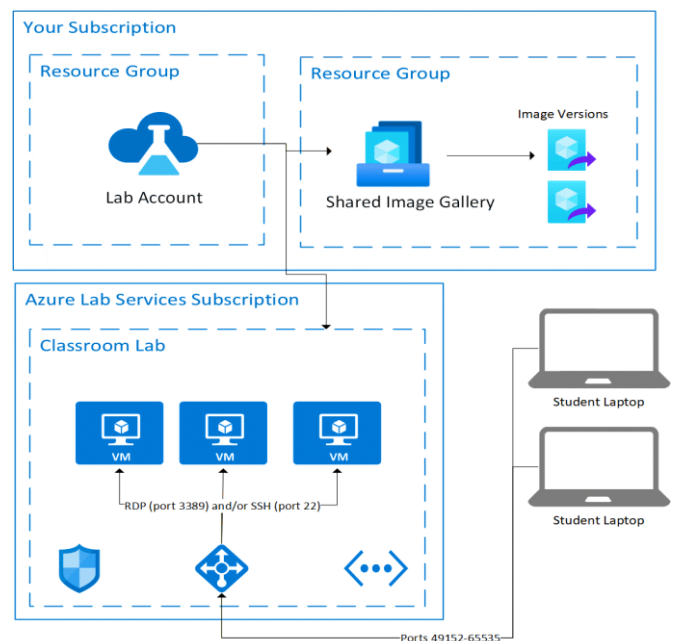 Your Subscription
Resource Group
Lab Account
Resource Group
Image Versions
Shared Image Gallery
Azure Lab Services Subscription
Classroom Lab
VM
VM
VM
RDP (port 3389) and/or SSH (port 22)
Student Laptop
Student Laptop
Ports 49152-65535